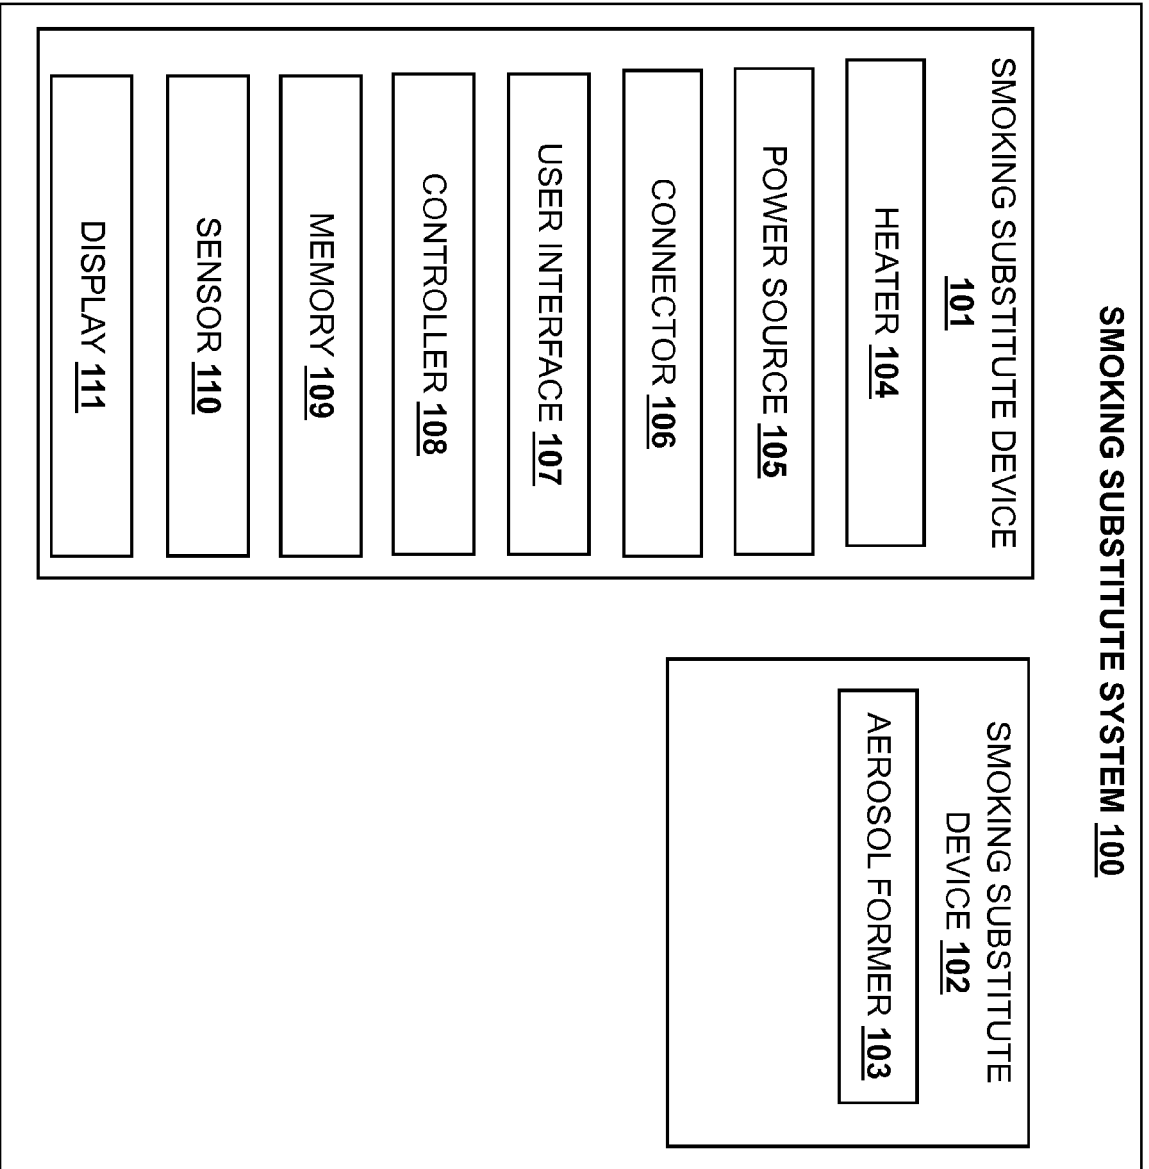 SMOKING SUBSTITUTE SYSTEM 100
SMOKING SUBSTITUTE DEVICE
101
HEATER 104
POWER SOURCE 105
CONNECTOR 106
USER INTERFACE 107
CONTROLLER 108
MEMORY 109
SENSOR 110
DISPLAY 111
SMOKING SUBSTITUTE
DEVICE 102
AEROSOL FORMER 103